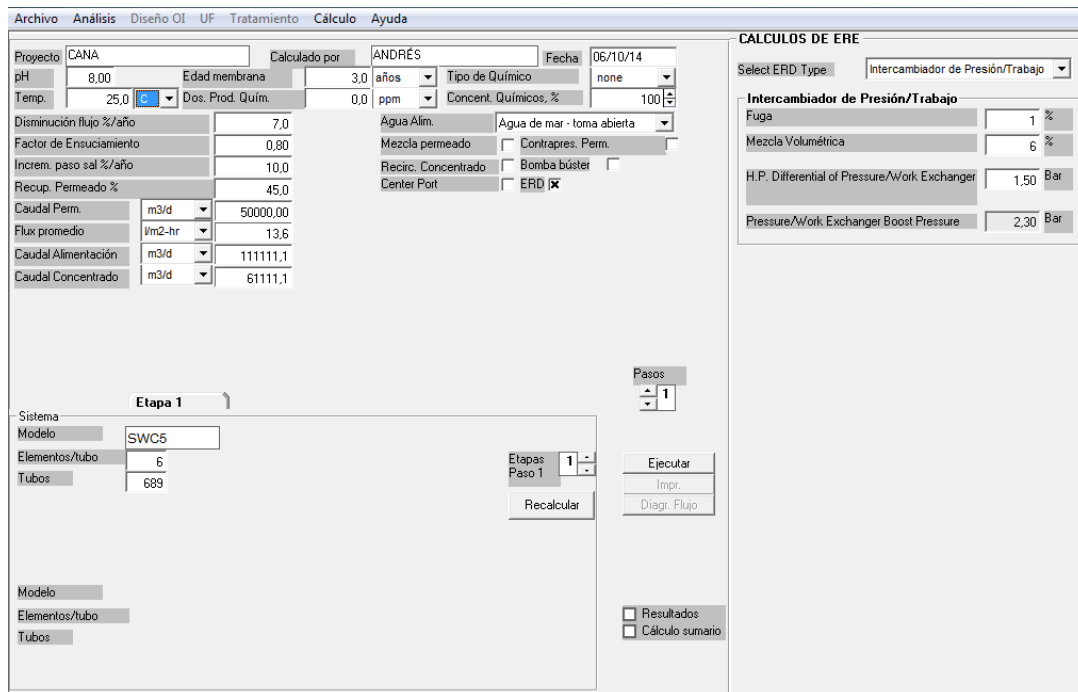 Archivo Análisis Diseño OI UF Tratamiento Cálculo Ayuda
Proyecto CANA Calculado por ANDRÉS Fecha 06/10/14
pH 8,00 Edad membrana 3,0 años Tipo de Químico none
Temp. 25,0 C Dos. Prod. Quím. 0,0 ppm Concent. Químicos, % 100
Disminución flujo %/año 7,0 Agua Alim. Agua de mar - toma abierta
Factor de Ensuciamiento 0,80 Mezcla permeado Contrapres. Perm.
Increm. paso sal %/año 10,0 Recirc. Concentrado Bomba búster
Recup. Permeado % 45,0 Center Port ERD
Caudal Perm. m3/d 50000,00
Flux promedio l/m2-hr 13,6
Caudal Alimentación m3/d 111111,1
Caudal Concentrado m3/d 61111,1
Pasos
1
Etapa 1
Sistema
Modelo SWC5
Elementos/tubo 6
Tubos 689
Etapas
Paso 1 1
Recalcular
Ejecutar
Impr.
Diagr. Flujo
Modelo
Elementos/tubo
Tubos
Resultados
Cálculo sumario
CALCULOS DE ERE
Select ERD Type Intercambiador de Presión/Trabajo
Intercambiador de Presión/Trabajo
Fuga 1 %
Mezcla Volumétrica 6 %
H.P. Differential of Pressure/Work Exchanger 1,50 Bar
Pressure/Work Exchanger Boost Pressure 2,30 Bar